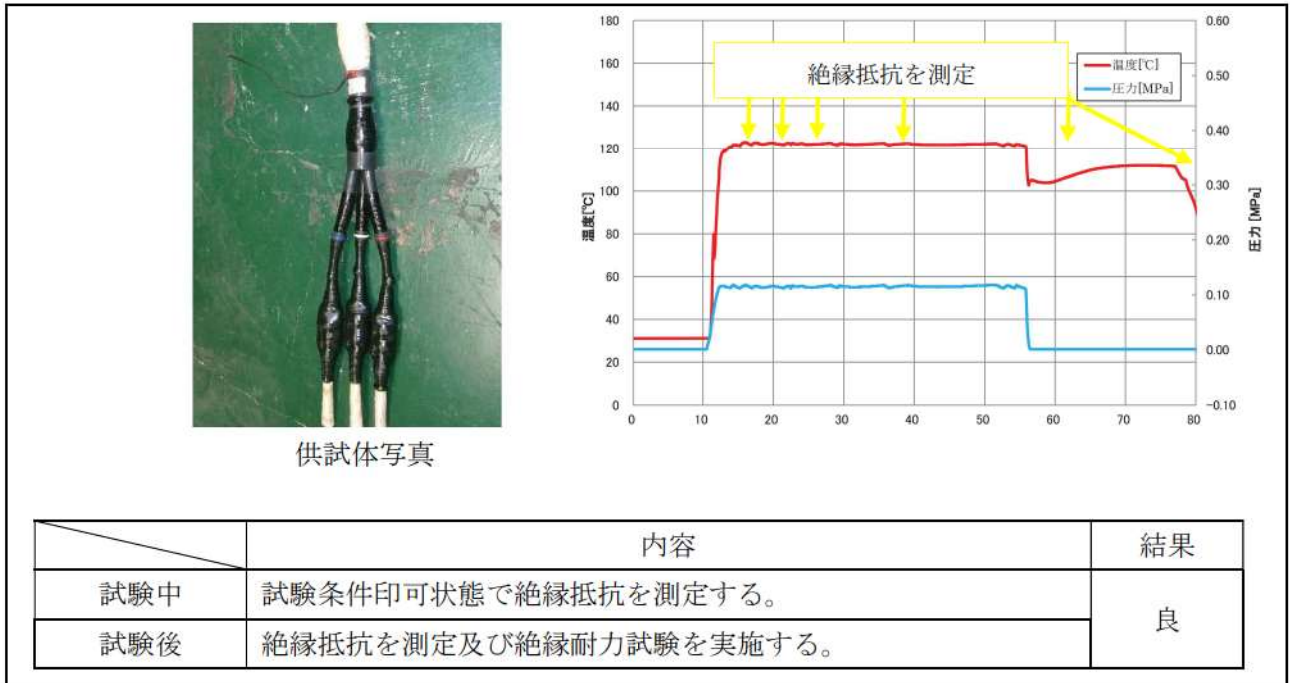 供試体写真
180
160
140
120
100
80
60
40
20
0
温度[℃]
絶縁抵抗を測定
温度[℃]
圧力[MPa]
0.60
0.50
0.40
0.30
0.20
0.10
0.00
-0.10
圧力 [MPa]
0 10 20 30 40 50 60 70 80
内容 結果
試験中 試験条件印可状態で絶縁抵抗を測定する。
良
試験後 絶縁抵抗を測定及び絶縁耐力試験を実施する。